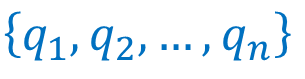 {q₁, q₂, …, qₙ}